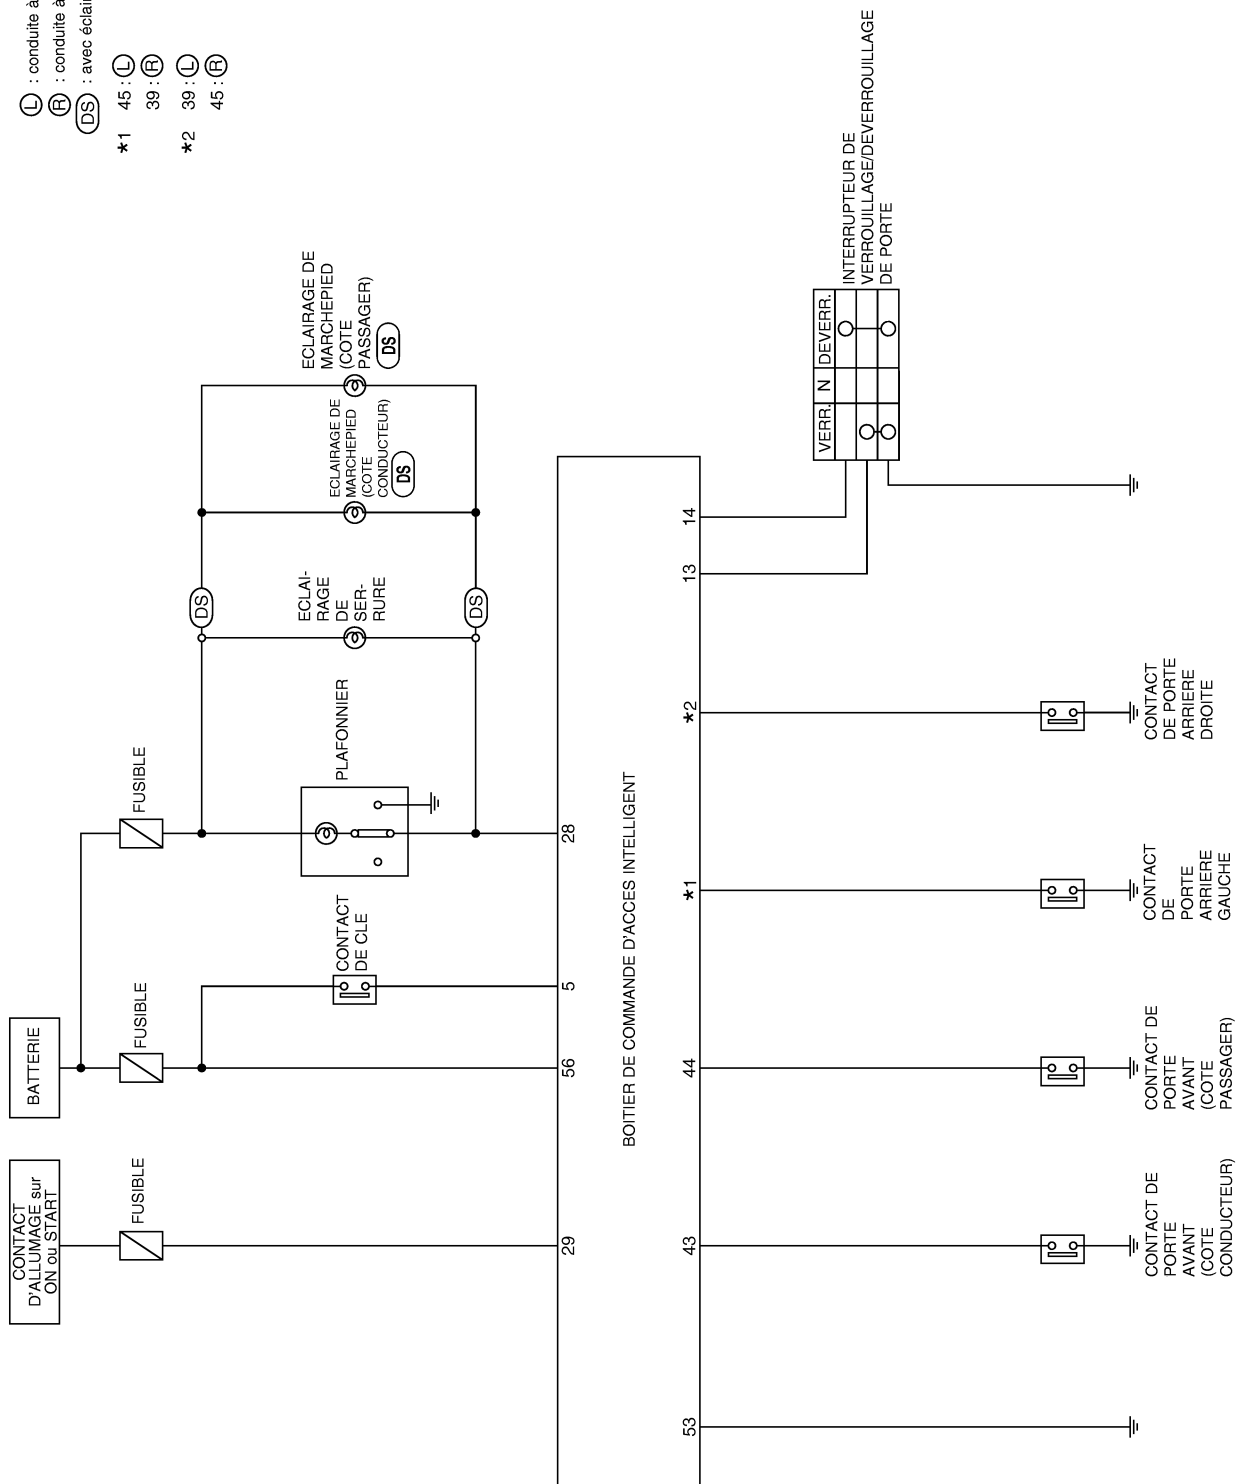 L : conduite à
R : conduite à
DS : avec éclair
*1 45 : L
39 : R
*2 39 : L
45 : R
CONTACT
D'ALLUMAGE sur
ON ou START
FUSIBLE
BATTERIE
FUSIBLE
FUSIBLE
CONTACT
DE CLE
PLAFONNIER
ECLAI-
RAGE
DE
SER-
RURE
DS
DS
ECLAIRAGE DE
MARCHEPIED
(COTE
CONDUCTEUR)
DS
ECLAIRAGE DE
MARCHEPIED
(COTE
PASSAGER)
DS
29
56
5
28
BOITIER DE COMMANDE D'ACCES INTELLIGENT
53
43
44
*1
*2
13
14
VERR. N DEVERR.
INTERRUPTEUR DE
VERROUILLAGE/DEVERROUILLAGE
DE PORTE
CONTACT DE
PORTE
AVANT
(COTE
CONDUCTEUR)
CONTACT DE
PORTE
AVANT
(COTE
PASSAGER)
CONTACT
DE
PORTE
ARRIERE
GAUCHE
CONTACT
DE PORTE
ARRIERE
DROITE